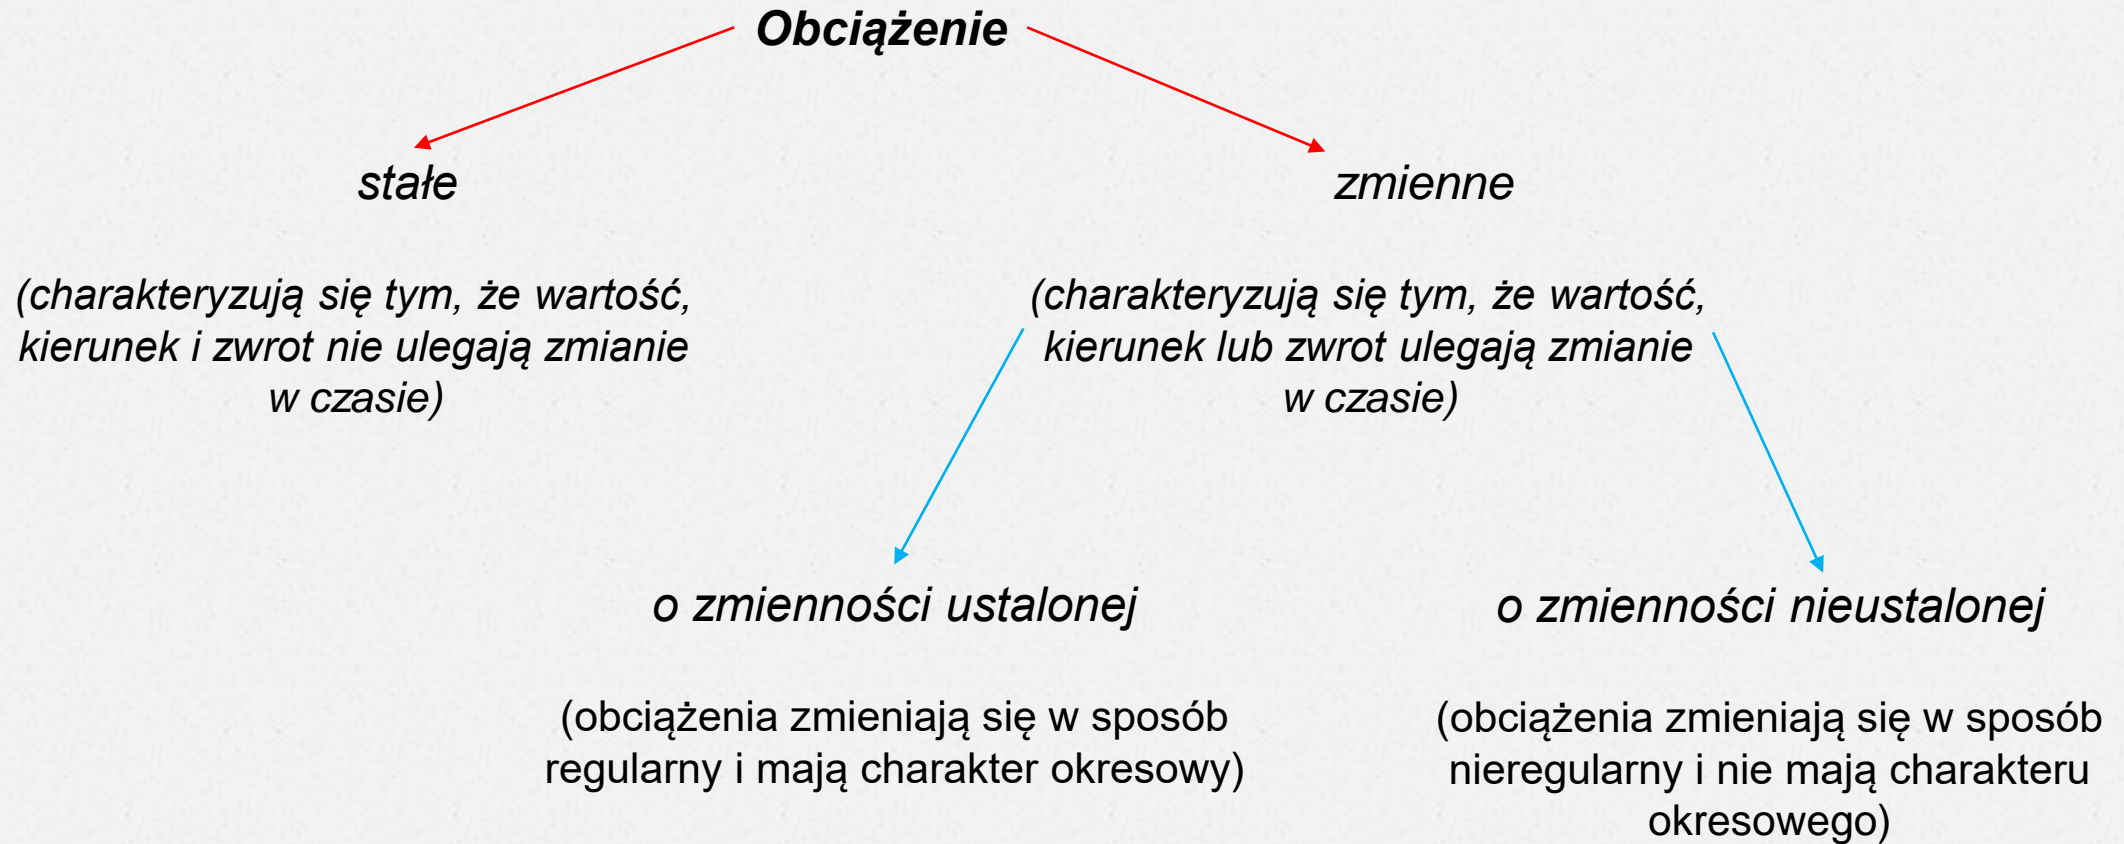 Obciążenie
stałe
(charakteryzują się tym, że wartość,
kierunek i zwrot nie ulegają zmianie
w czasie)
zmienne
(charakteryzują się tym, że wartość,
kierunek lub zwrot ulegają zmianie
w czasie)
o zmienności ustalonej
(obciążenia zmieniają się w sposób
regularny i mają charakter okresowy)
o zmienności nieustalonej
(obciążenia zmieniają się w sposób
nieregularny i nie mają charakteru
okresowego)